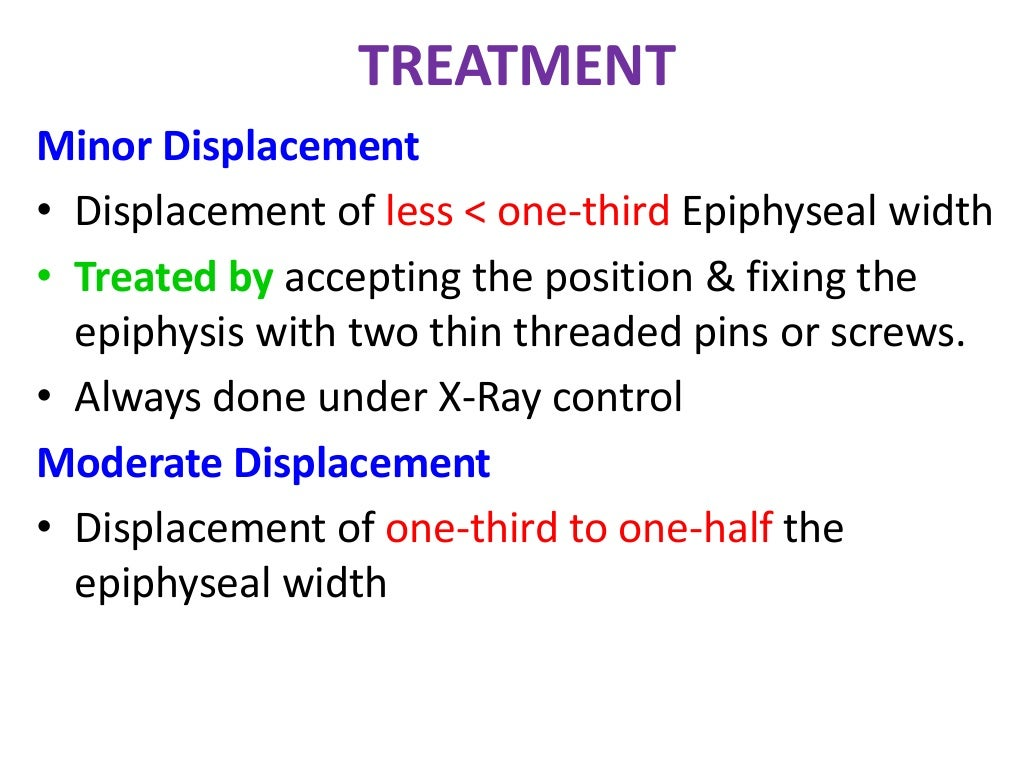 TREATMENT
Minor Displacement
• Displacement of less < one-third Epiphyseal width
• Treated by accepting the position & fixing the
epiphysis with two thin threaded pins or screws.
• Always done under X-Ray control
Moderate Displacement
• Displacement of one-third to one-half the
epiphyseal width